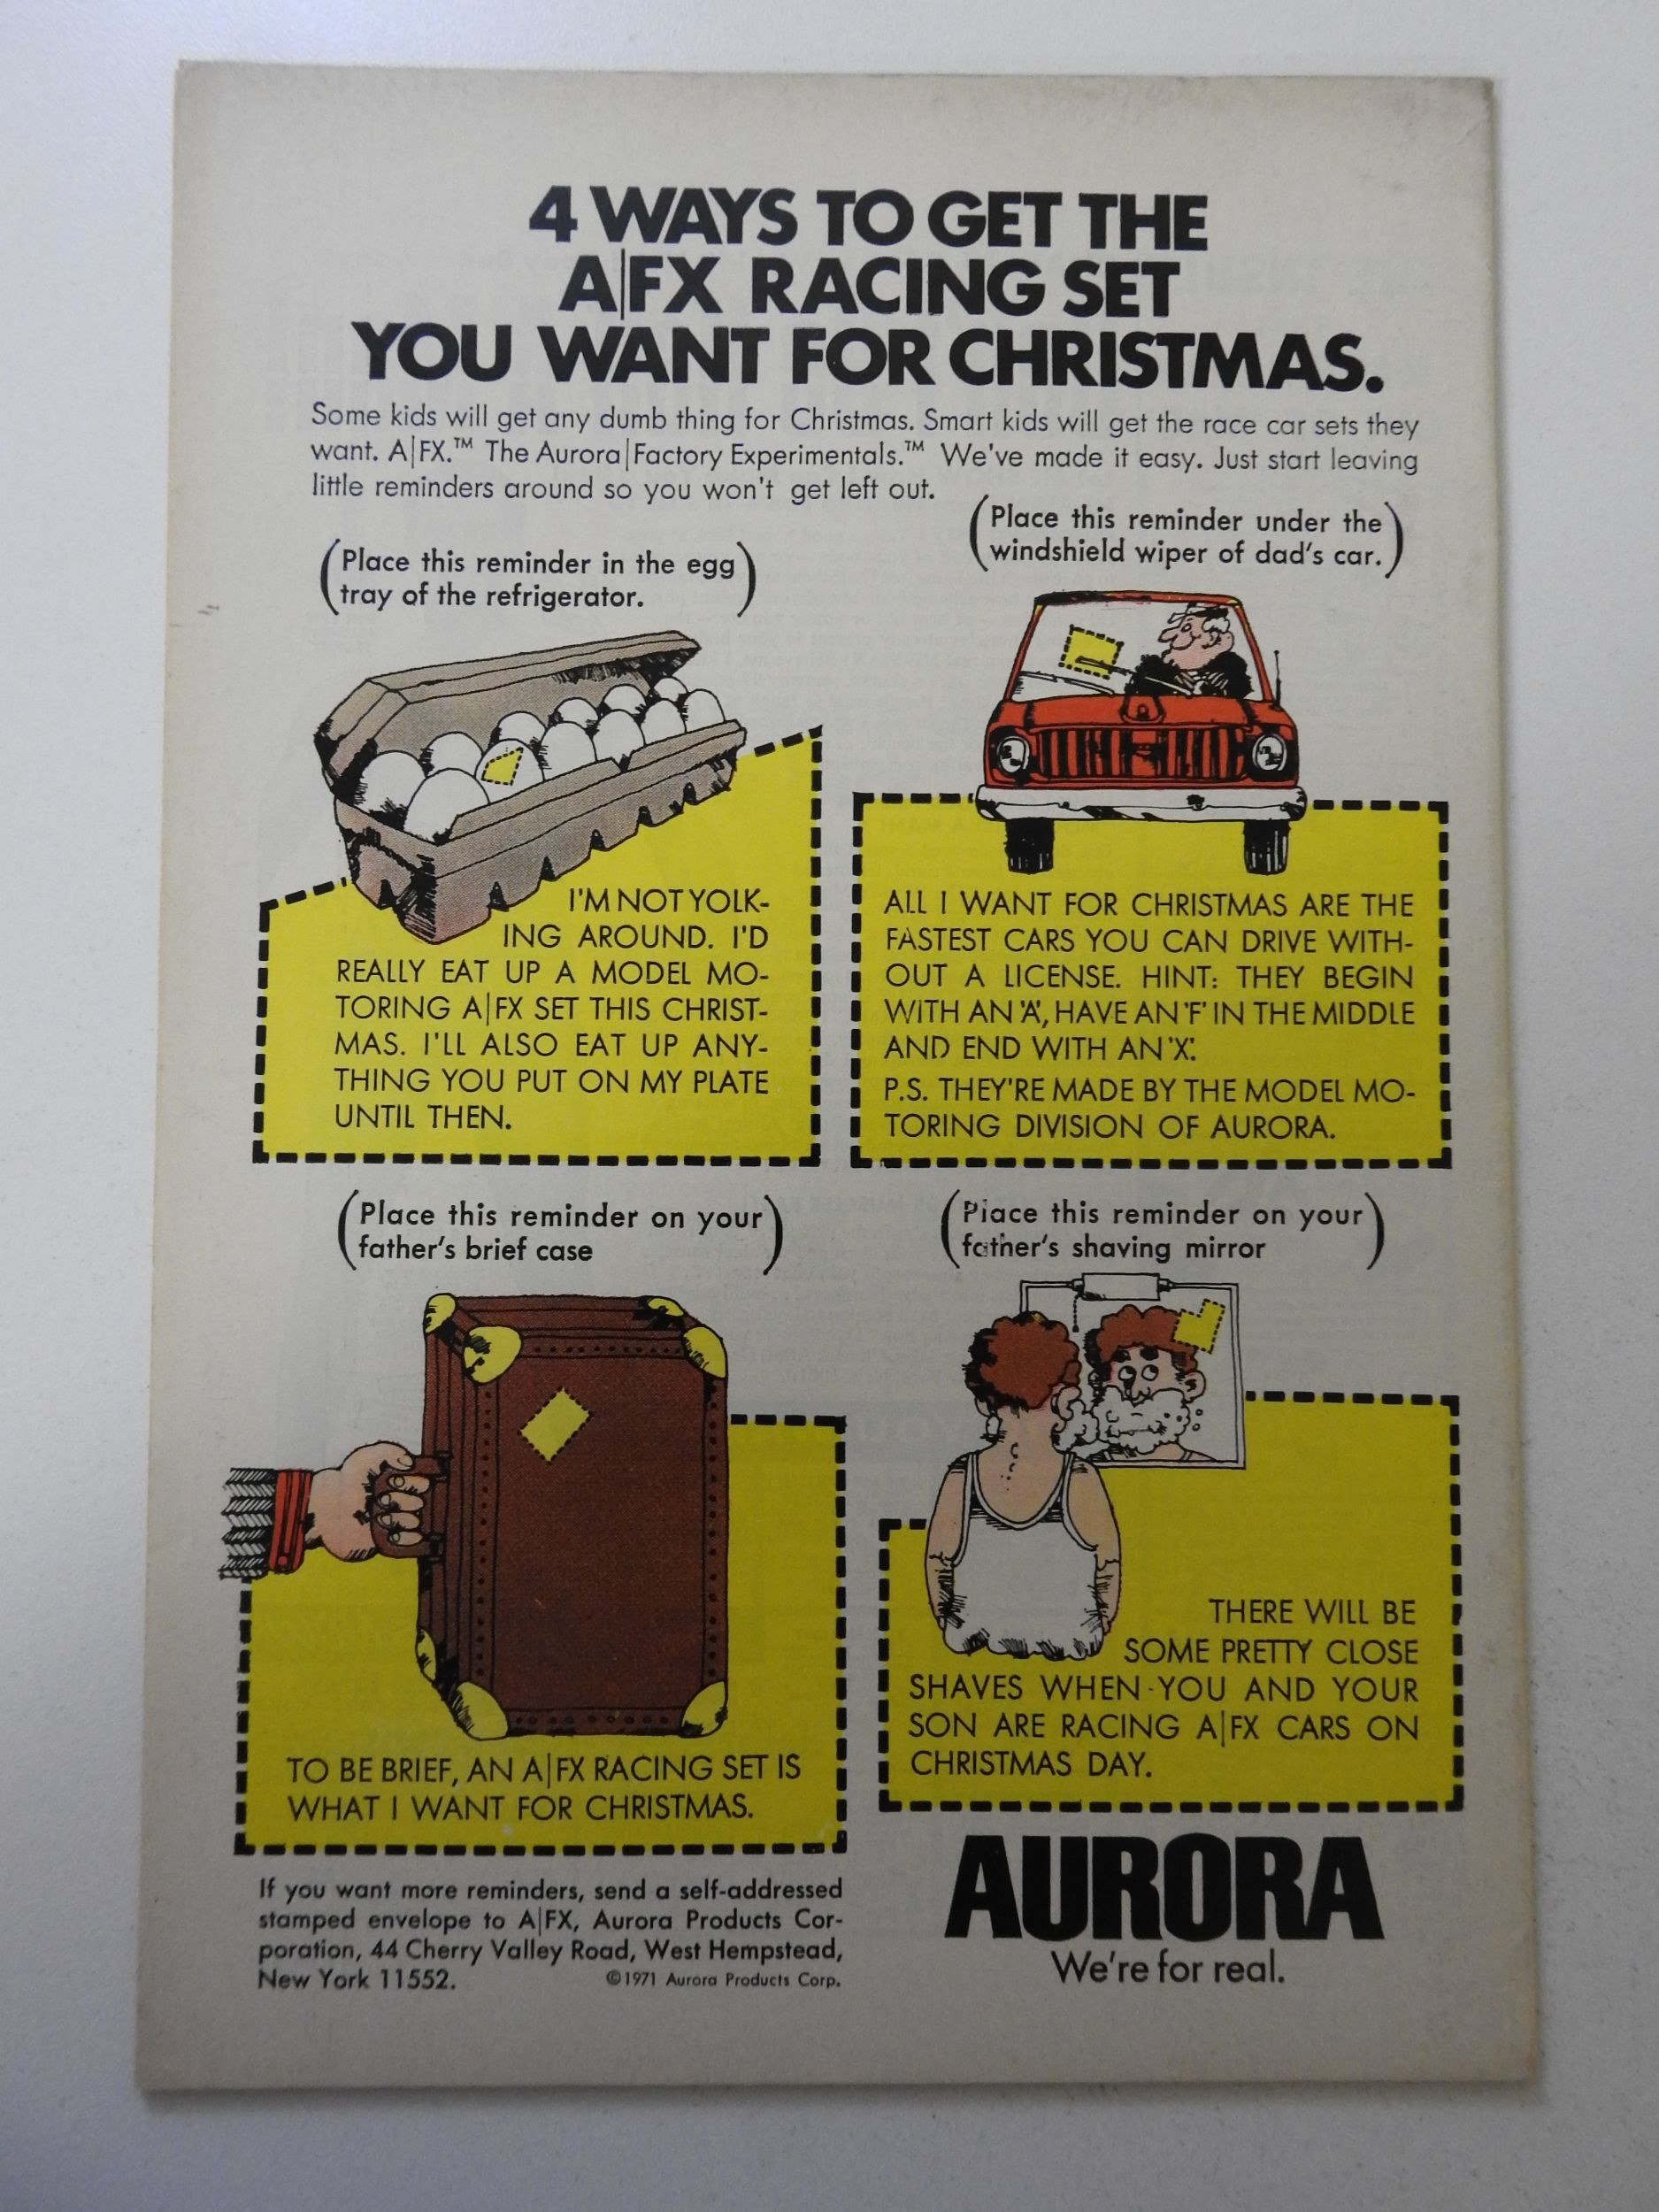 4 WAYS TO GET THE
A|FX RACING SET
YOU WANT FOR CHRISTMAS.
Some kids will get any dumb thing for Christmas. Smart kids will get the race car sets they
want. A|FX.™ The Aurora|Factory Experimentals.™ We've made it easy. Just start leaving
little reminders around so you won't get left out.
(Place this reminder in the egg
tray of the refrigerator.)
(Place this reminder under the
windshield wiper of dad's car.)
I'M NOT YOLK-
ING AROUND. I'D
REALLY EAT UP A MODEL MO-
TORING A|FX SET THIS CHRIST-
MAS. I'LL ALSO EAT UP ANY-
THING YOU PUT ON MY PLATE
UNTIL THEN.
ALL I WANT FOR CHRISTMAS ARE THE
FASTEST CARS YOU CAN DRIVE WITH-
OUT A LICENSE. HINT: THEY BEGIN
WITH AN 'A', HAVE AN 'F' IN THE MIDDLE
AND END WITH AN 'X'.
P.S. THEY'RE MADE BY THE MODEL MO-
TORING DIVISION OF AURORA.
(Place this reminder on your
father's brief case)
(Place this reminder on your
father's shaving mirror)
TO BE BRIEF, AN A|FX RACING SET IS
WHAT I WANT FOR CHRISTMAS.
THERE WILL BE
SOME PRETTY CLOSE
SHAVES WHEN YOU AND YOUR
SON ARE RACING A|FX CARS ON
CHRISTMAS DAY.
If you want more reminders, send a self-addressed
stamped envelope to A|FX, Aurora Products Cor-
poration, 44 Cherry Valley Road, West Hempstead,
New York 11552.
©1971 Aurora Products Corp.
AURORA
We're for real.